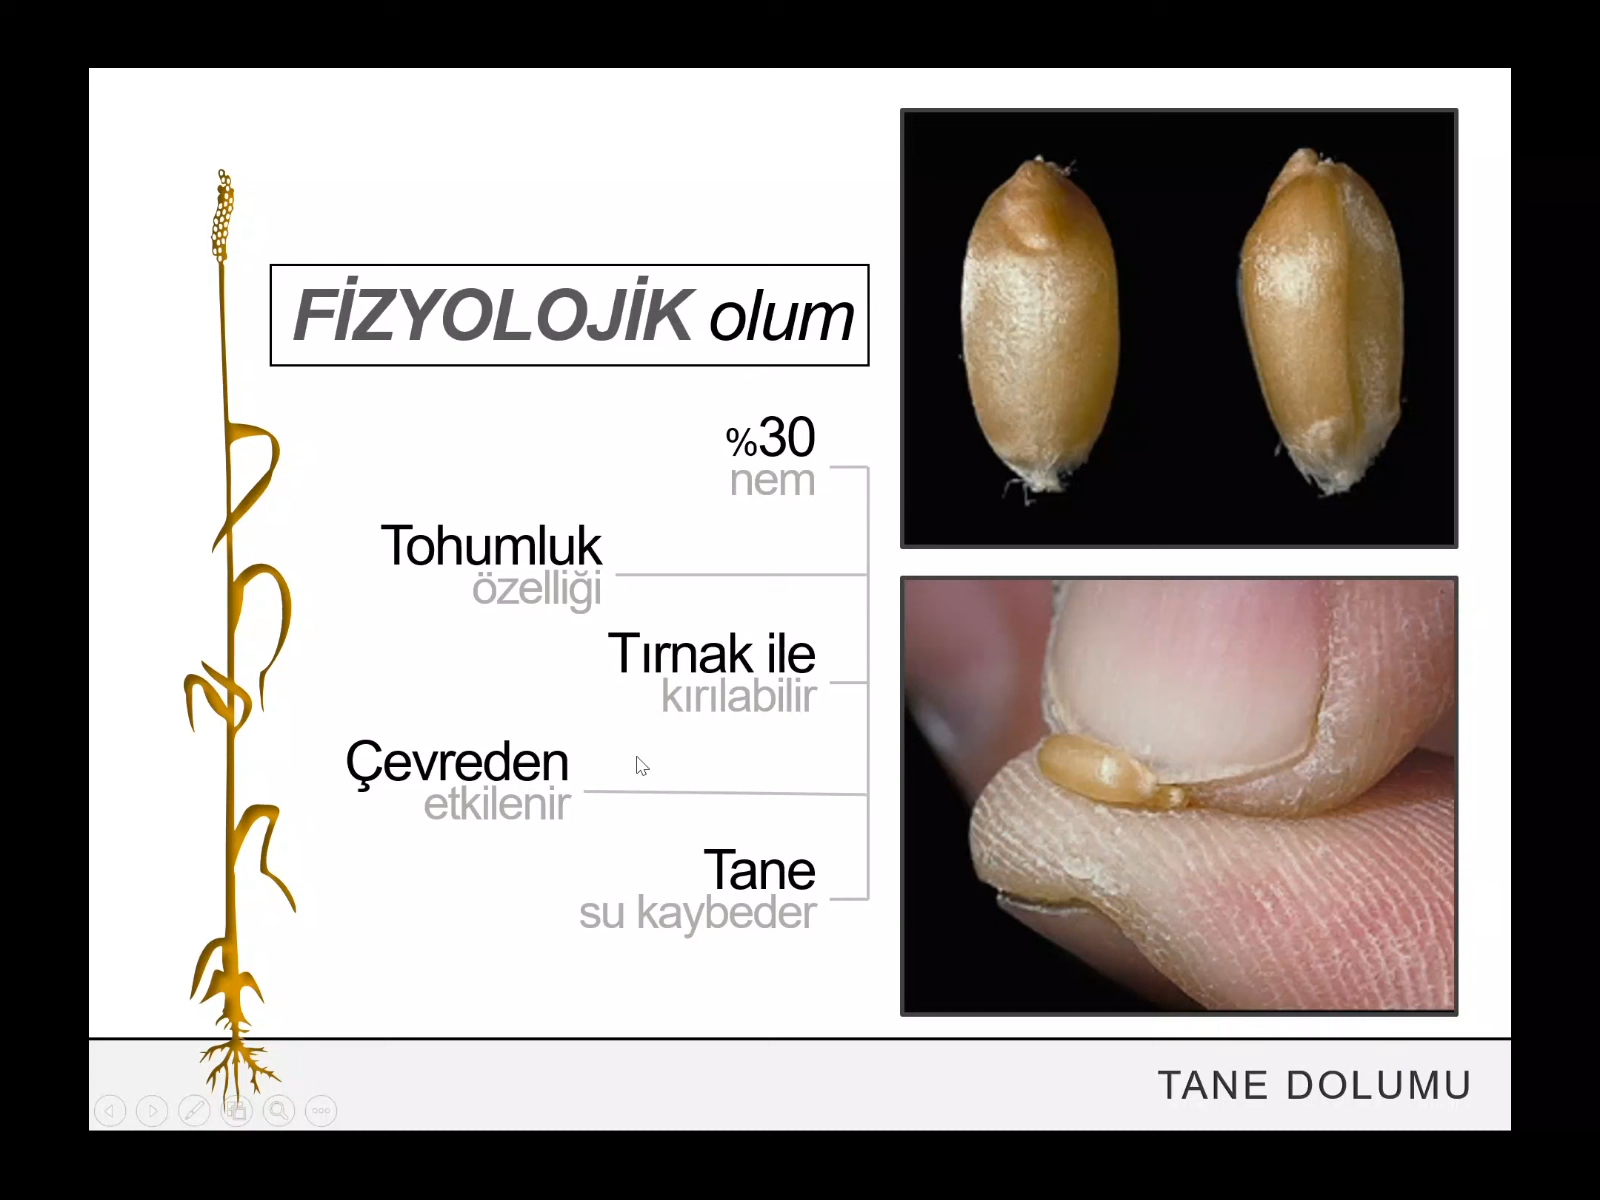 FİZYOLOJİK olum
%30
nem
Tohumluk
özelliği
Tırnak ile
kırılabilir
Çevreden
etkilenir
Tane
su kaybeder
TANE DOLUMU